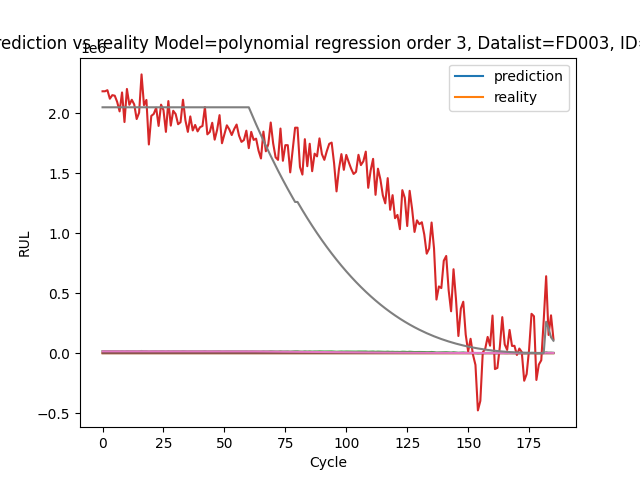 rediction vs reality Model=polynomial regression order 3, Datalist=FD003, ID=
1e6
prediction
reality
2.0
1.5
1.0
0.5
0.0
−0.5
RUL
0 25 50 75 100 125 150 175
Cycle